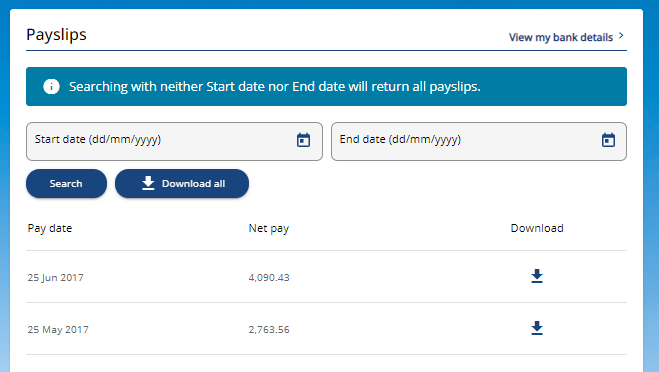 Payslips
View my bank details
Searching with neither Start date nor End date will return all payslips.
Start date (dd/mm/yyyy)
End date (dd/mm/yyyy)
Search
Download all
Pay date
Net pay
Download
25 Jun 2017
4,090.43
25 May 2017
2,763.56